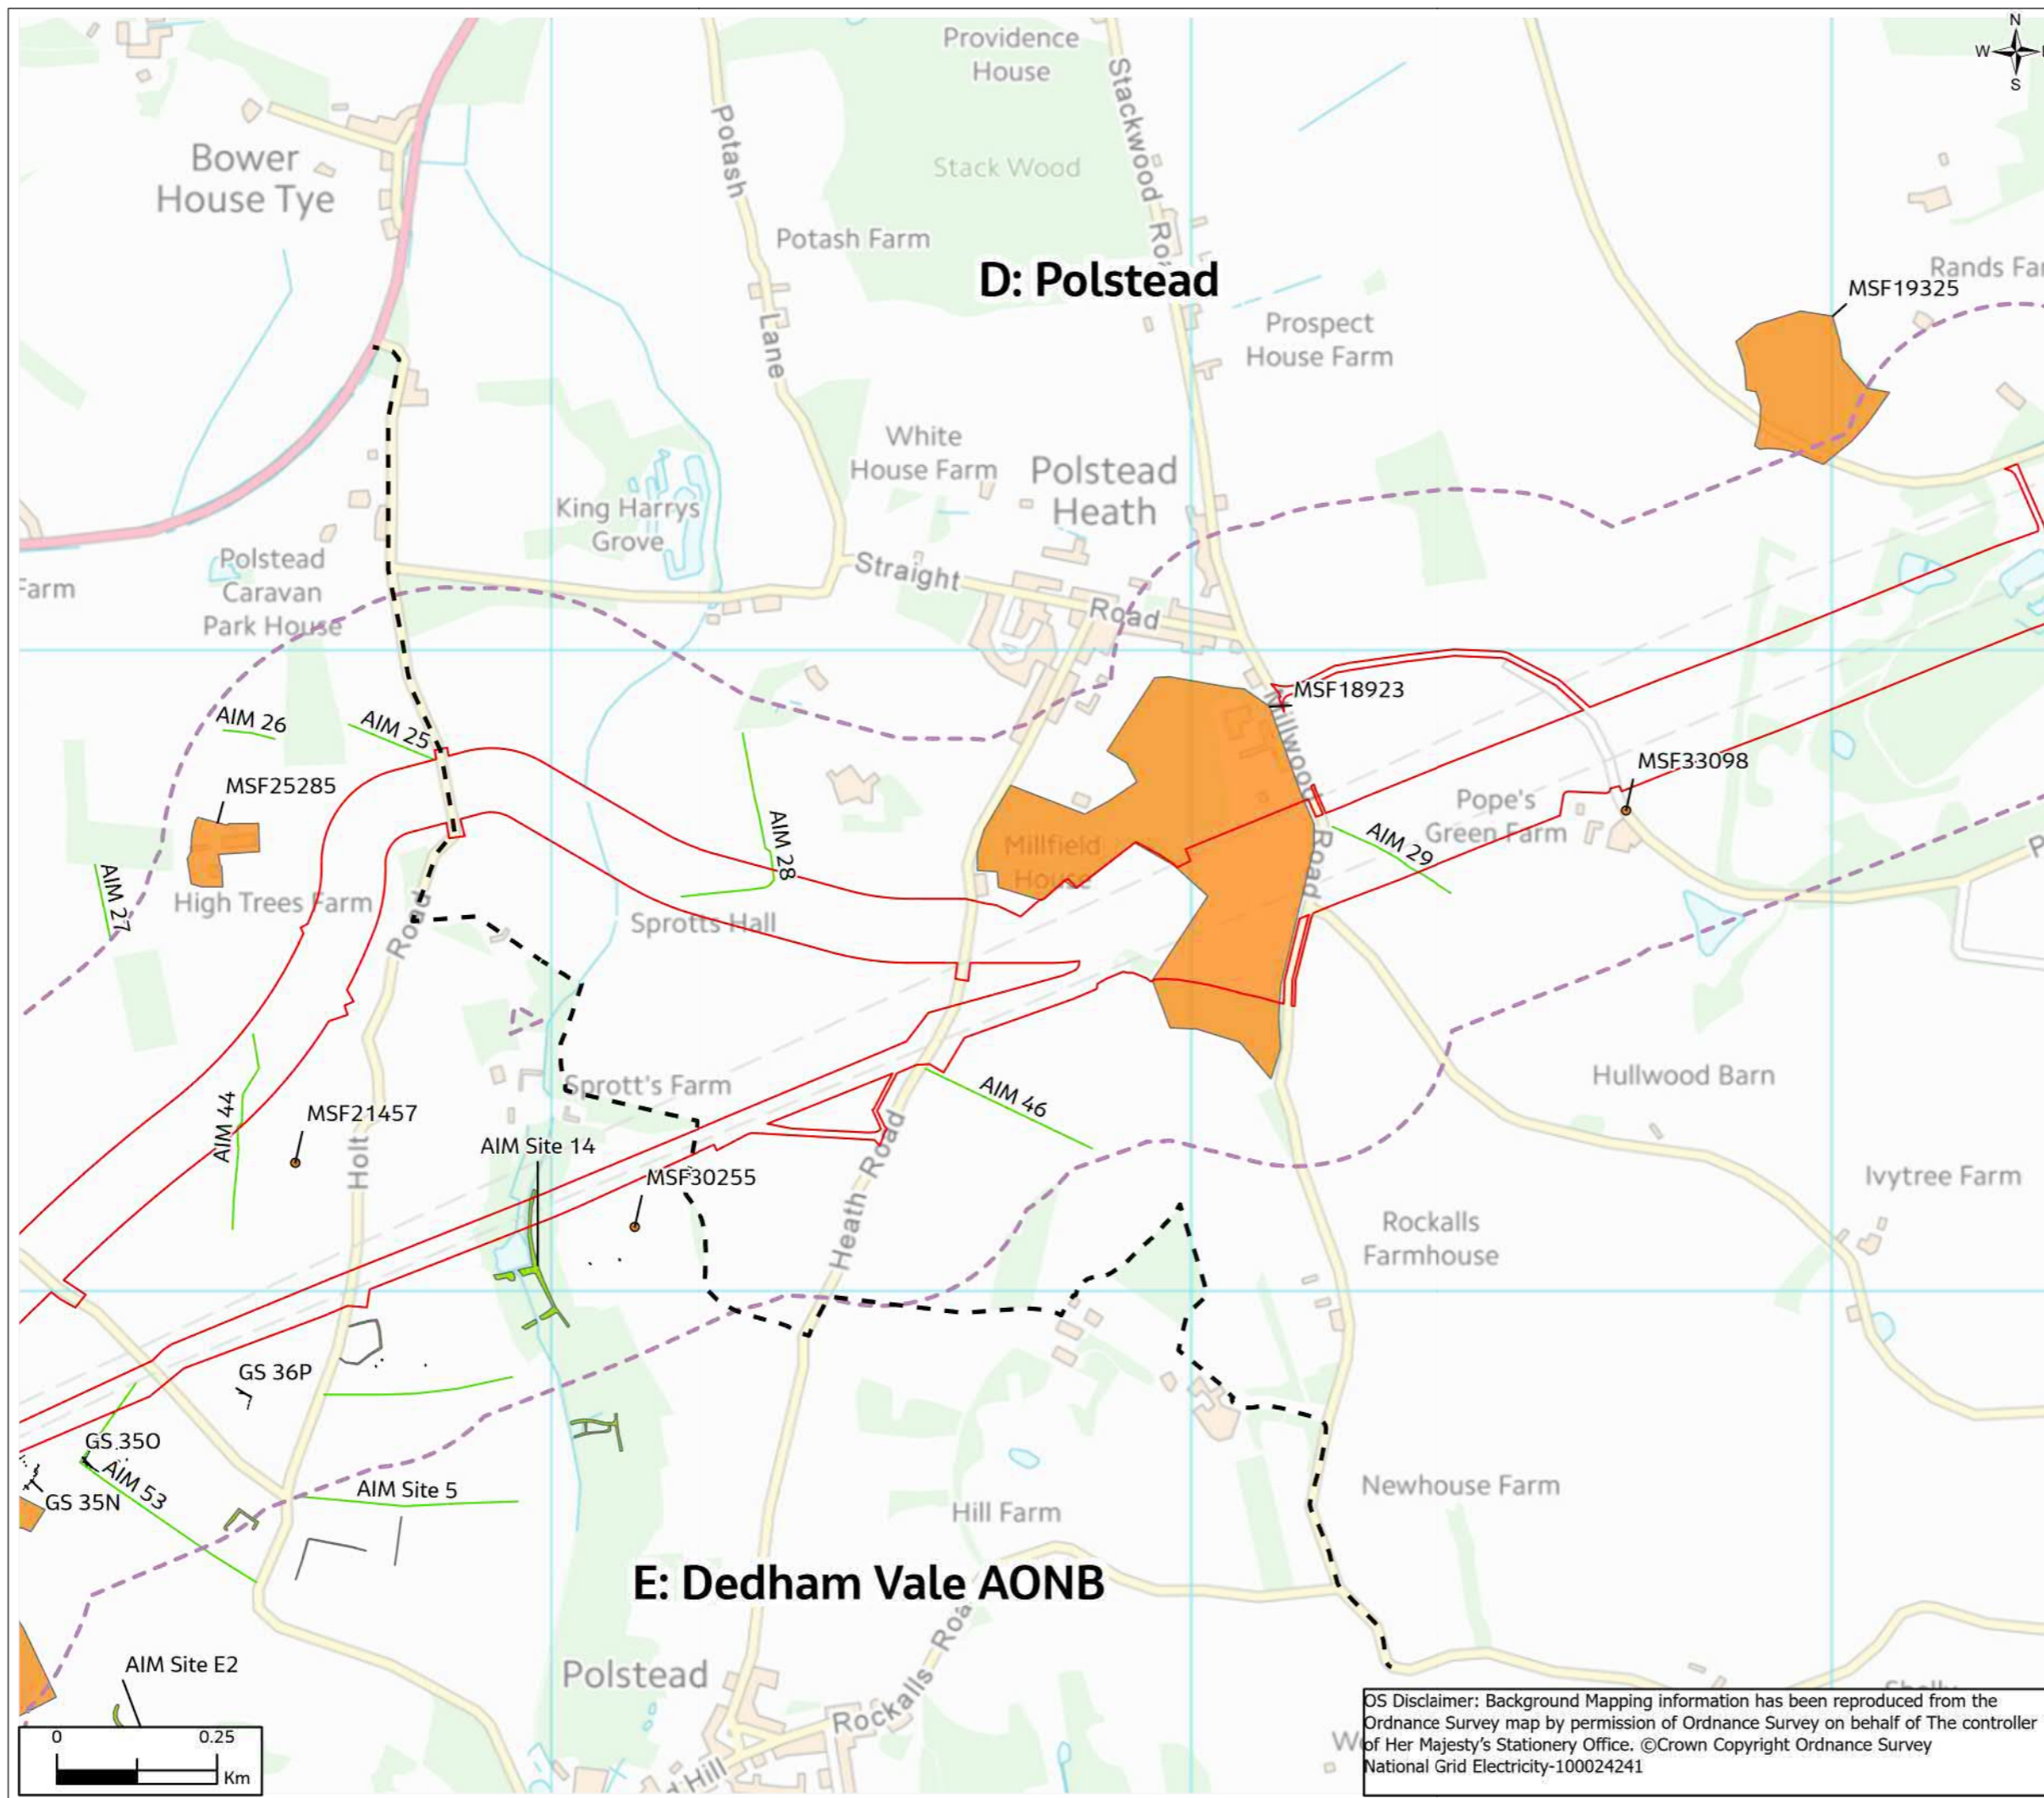 N
W
S
Providence
House
Stackwood
Potash
Lane
Bower
House Tye
Stack Wood
Potash Farm
D: Polstead
Rands
MSF19325
Prospect
House Farm
White
House Farm
Polstead
Heath
King Harrys
Grove
Straight
Road
Polstead
Caravan
Park House
Farm
MSF18923
Millwood
Road
AIM 26
AIM 25
MSF25285
MSF33098
Pope's
Green Farm
AIM 28
AIM 29
Millfield
House
AIM 27
High Trees Farm
Sprotts Hall
Road
Holt
Hullwood Barn
Sprott's Farm
AIM 46
AIM 44
MSF21457
AIM Site 14
MSF30255
Heath Road
Ivytree Farm
Rockalls
Farmhouse
GS 36P
GS 35O
AIM 53
GS 35N
AIM Site 5
Newhouse Farm
Hill Farm
E: Dedham Vale AONB
AIM Site E2
Polstead
Rockalls
Hill
0 0.25
Km
OS Disclaimer: Background Mapping information has been reproduced from the
Ordnance Survey map by permission of Ordnance Survey on behalf of The controller
of Her Majesty's Stationery Office. ©Crown Copyright Ordnance Survey
National Grid Electricity-100024241